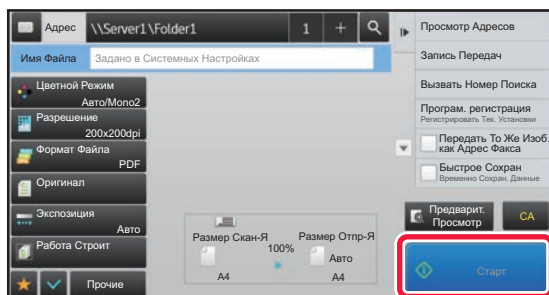 Адрес \\Server1\Folder1 1 +
Имя Файла Задано в Системных Настройках
Цветной Режим
Авто/Mono2
Разрешение
200x200dpi
Формат Файла
PDF
Оригинал
Экспозиция
Авто
Работа Строит
Прочие
Размер Скан-Я
100%
Размер Отпр-Я
Авто
A4
A4
Просмотр Адресов
Запись Передач
Вызвать Номер Поиска
Програм. регистрация
Регистрировать Тек. Установки
Передать То Же Изоб.
как Адрес Факса
Быстрое Сохран
Временно Сохран. Данные
Предварит.
Просмотр
CA
Старт